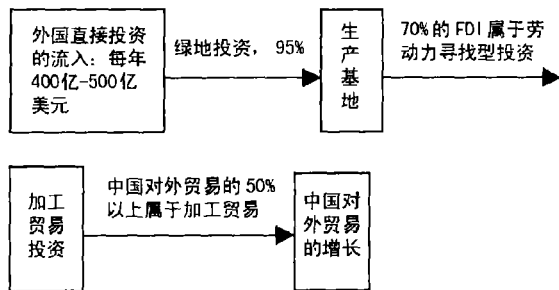 外国直接投资
的流入：每年
400亿-500亿
美元
绿地投资，95%
生
产
基
地
70%的FDI属于劳
动力寻找型投资
加工
贸易
投资
中国对外贸易的50%
以上属于加工贸易
中国对
外贸易
的增长